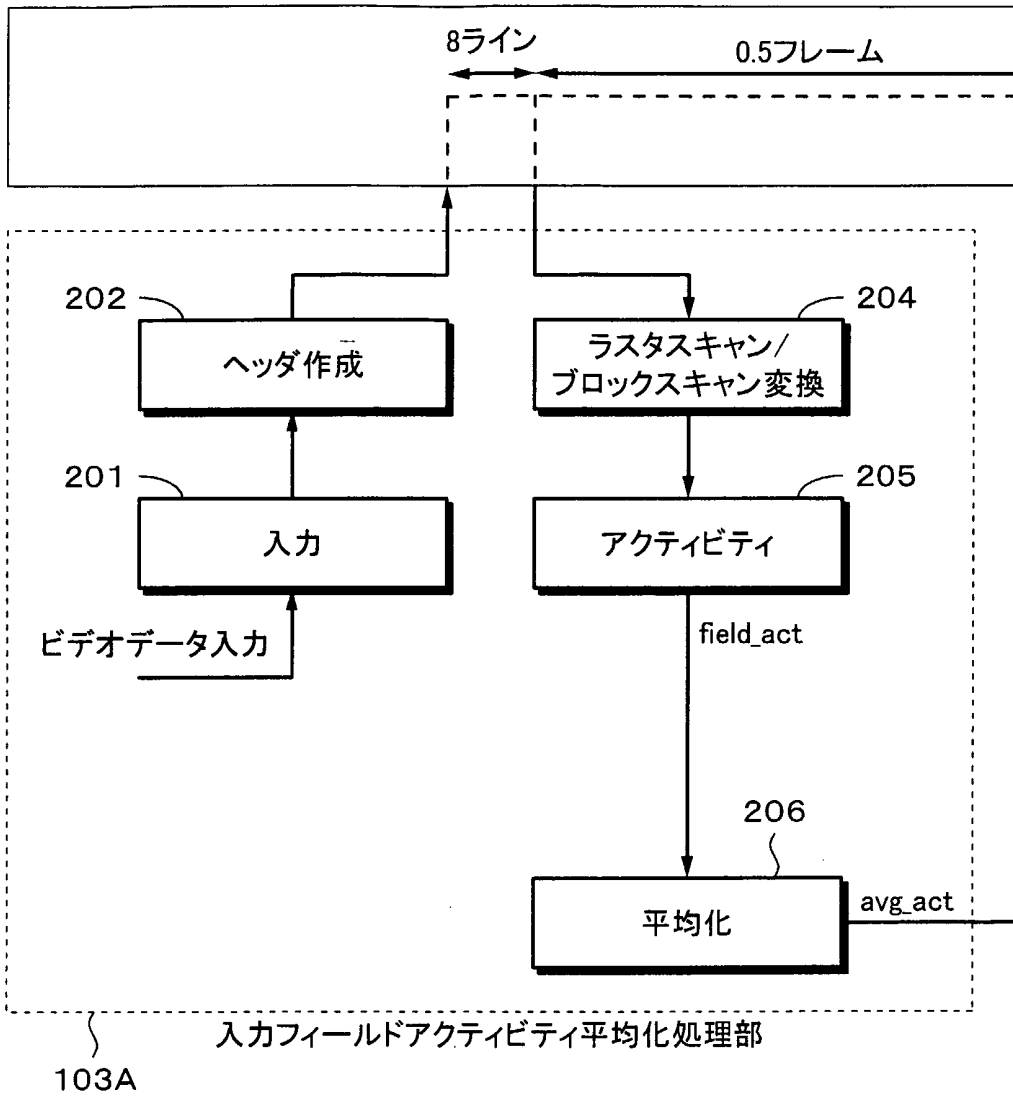 8ライン
0.5フレーム
202
ヘッダ作成
204
ラスタスキャン/
ブロックスキャン変換
201
入力
205
アクティビティ
ビデオデータ入力
field_act
206
平均化
avg_act
入力フィールドアクティビティ平均化処理部
103A